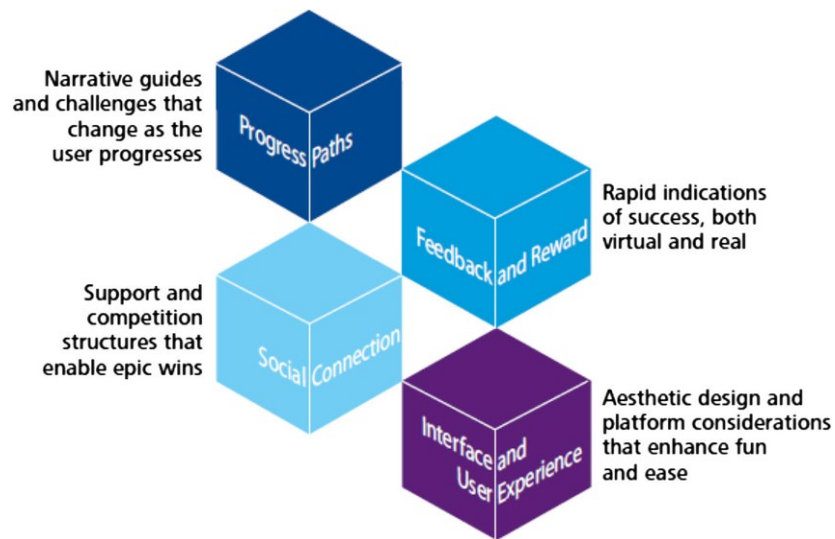 Narrative guides
and challenges that
change as the
user progresses
Progress Paths
Rapid indications
of success, both
virtual and real
Feedback and Reward
Support and
competition
structures that
enable epic wins
Social Connection
Aesthetic design and
platform considerations
that enhance fun
and ease
Interface and
User Experience